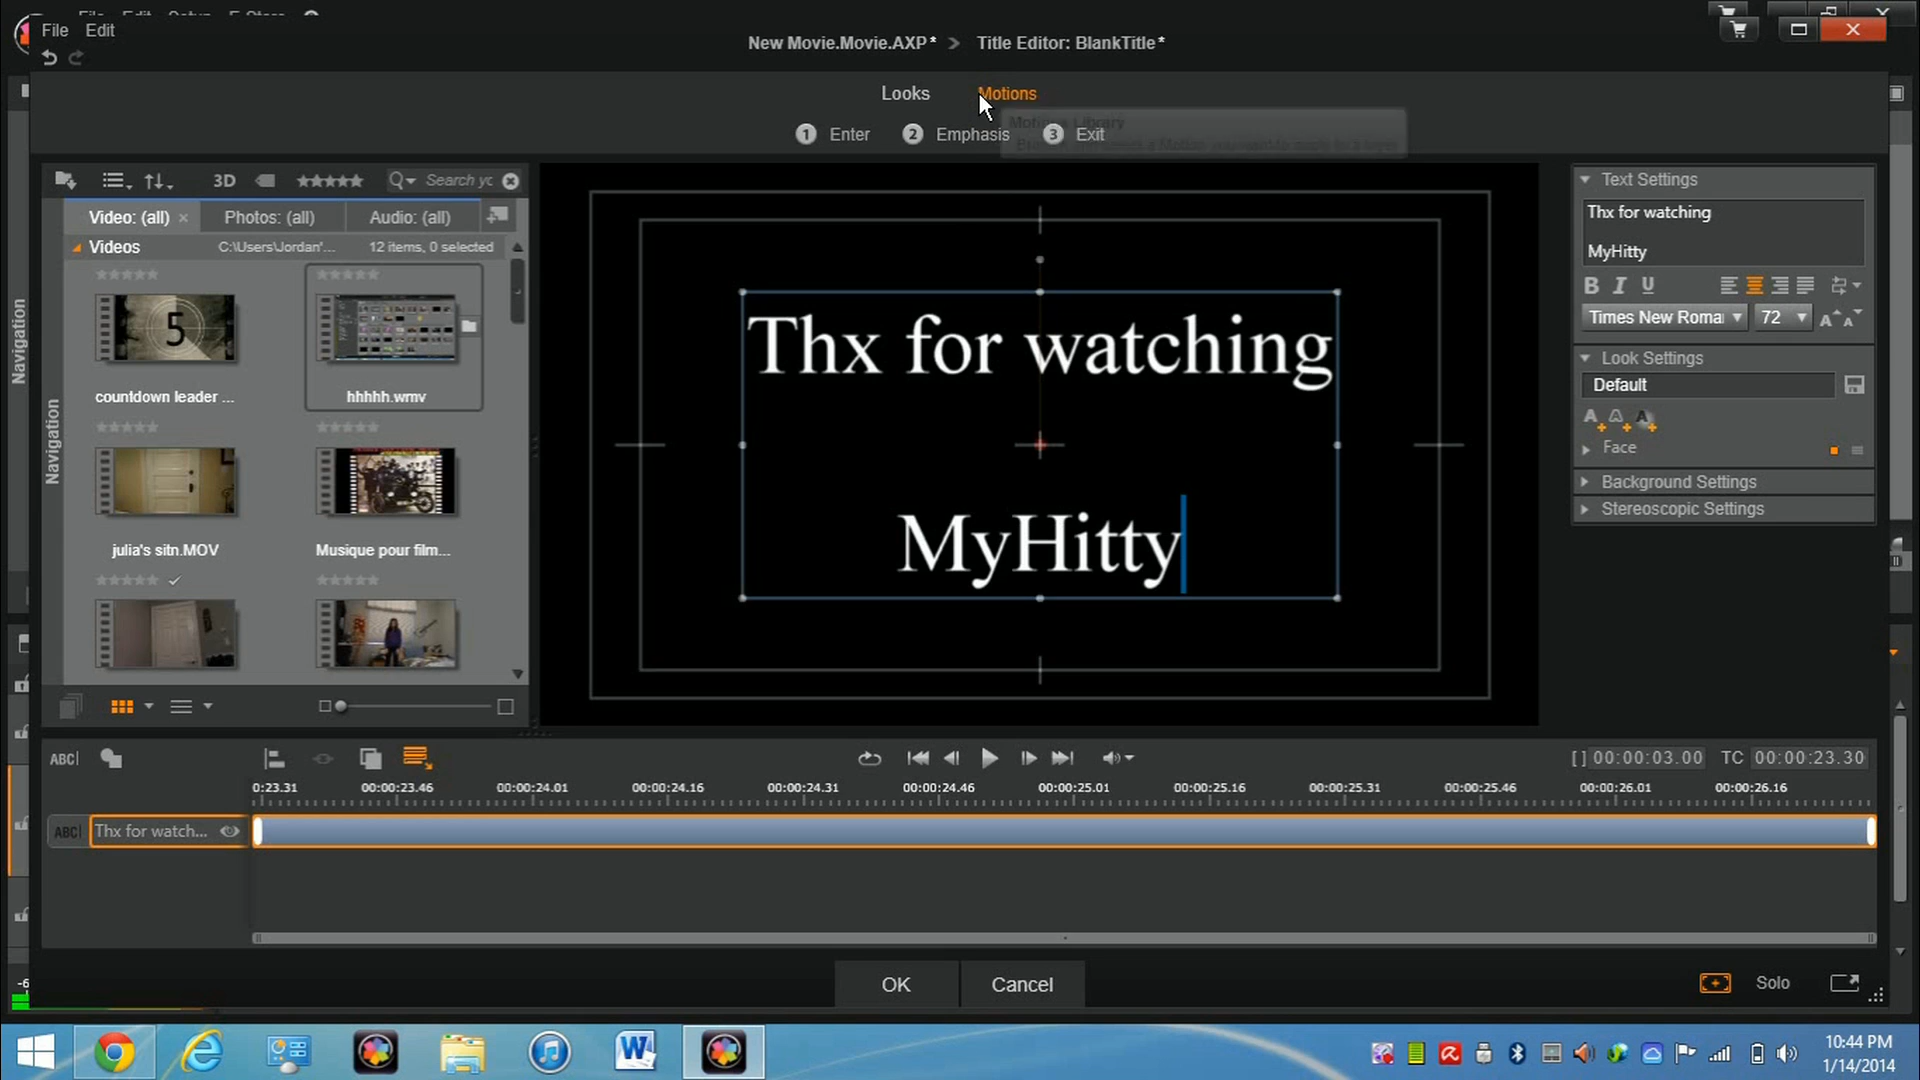 File Edit
New Movie.Movie.AXP* > Title Editor: BlankTitle*
Looks Motions
1 Enter 2 Emphasis 3 Exit
3D Search yc
Video: (all) × Photos: (all) Audio: (all)
Videos C:\Users\Jordan'... 12 items, 0 selected
countdown leader ... hhhhh.wmv
julia's sitn.MOV Musique pour film...
5
Navigation
Navigation
Thx for watching
MyHitty
Text Settings
Thx for watching
MyHitty
B I U
Times New Romai 72
Look Settings
Default
Face
Background Settings
Stereoscopic Settings
ABC
[ ] 00:00:03.00 TC 00:00:23.30
0:23.31 00:00:23.46 00:00:24.01 00:00:24.16 00:00:24.31 00:00:24.46 00:00:25.01 00:00:25.16 00:00:25.31 00:00:25.46 00:00:26.01 00:00:26.16
ABC Thx for watch...
OK Cancel
Solo
-6
10:44 PM
1/14/2014